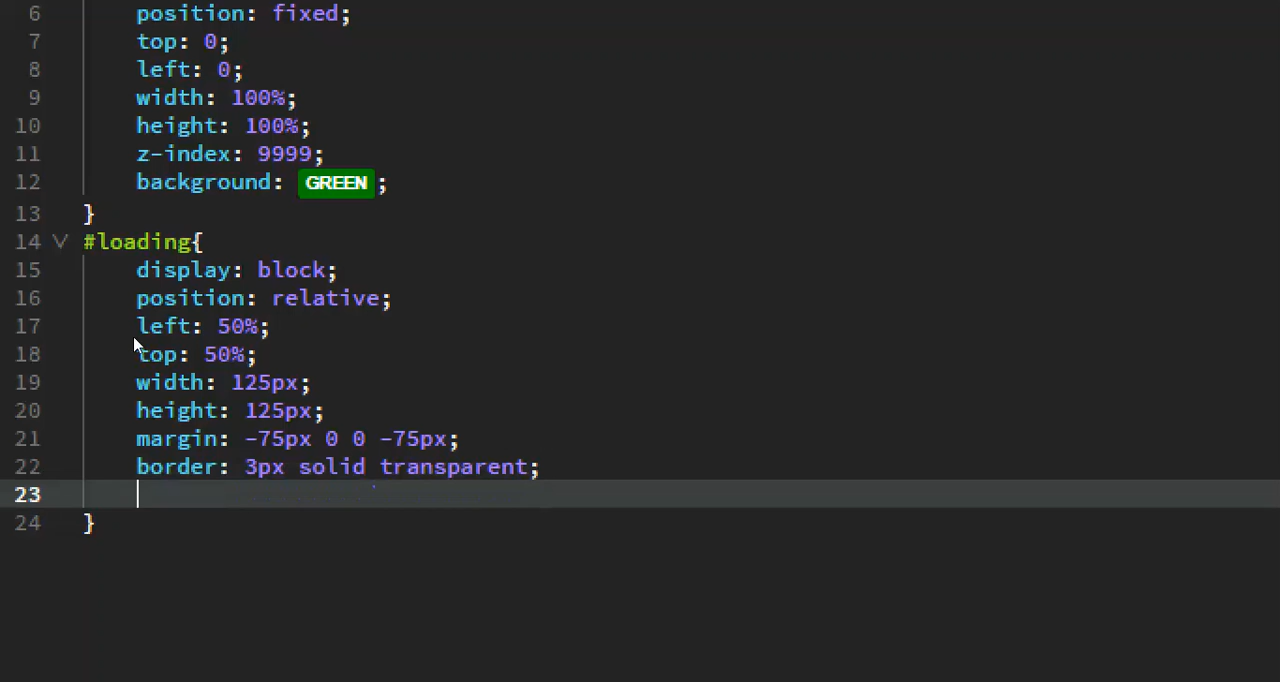 6 position: fixed;
7 top: 0;
8 left: 0;
9 width: 100%;
10 height: 100%;
11 z-index: 9999;
12 background: GREEN;
13 }
14 #loading{
15 display: block;
16 position: relative;
17 left: 50%;
18 top: 50%;
19 width: 125px;
20 height: 125px;
21 margin: -75px 0 0 -75px;
22 border: 3px solid transparent;
23
24 }